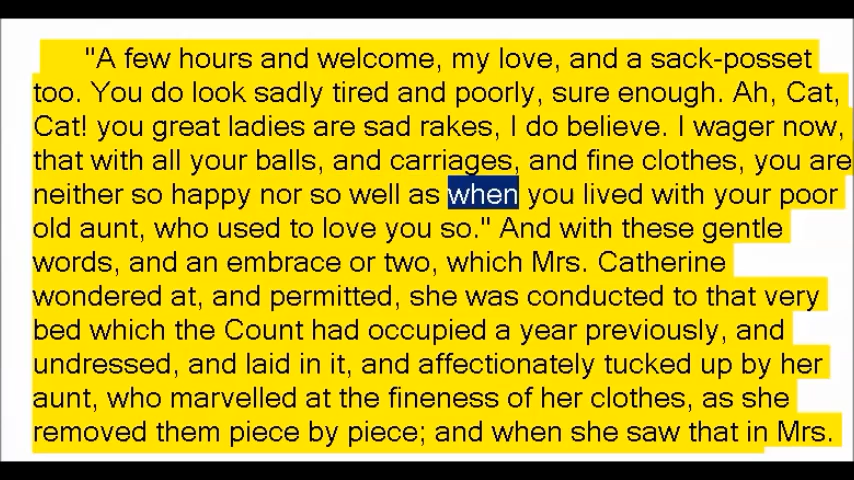 "A few hours and welcome, my love, and a sack-posset
too. You do look sadly tired and poorly, sure enough. Ah, Cat,
Cat! you great ladies are sad rakes, I do believe. I wager now,
that with all your balls, and carriages, and fine clothes, you are
neither so happy nor so well as when you lived with your poor
old aunt, who used to love you so." And with these gentle
words, and an embrace or two, which Mrs. Catherine
wondered at, and permitted, she was conducted to that very
bed which the Count had occupied a year previously, and
undressed, and laid in it, and affectionately tucked up by her
aunt, who marvelled at the fineness of her clothes, as she
removed them piece by piece; and when she saw that in Mrs.